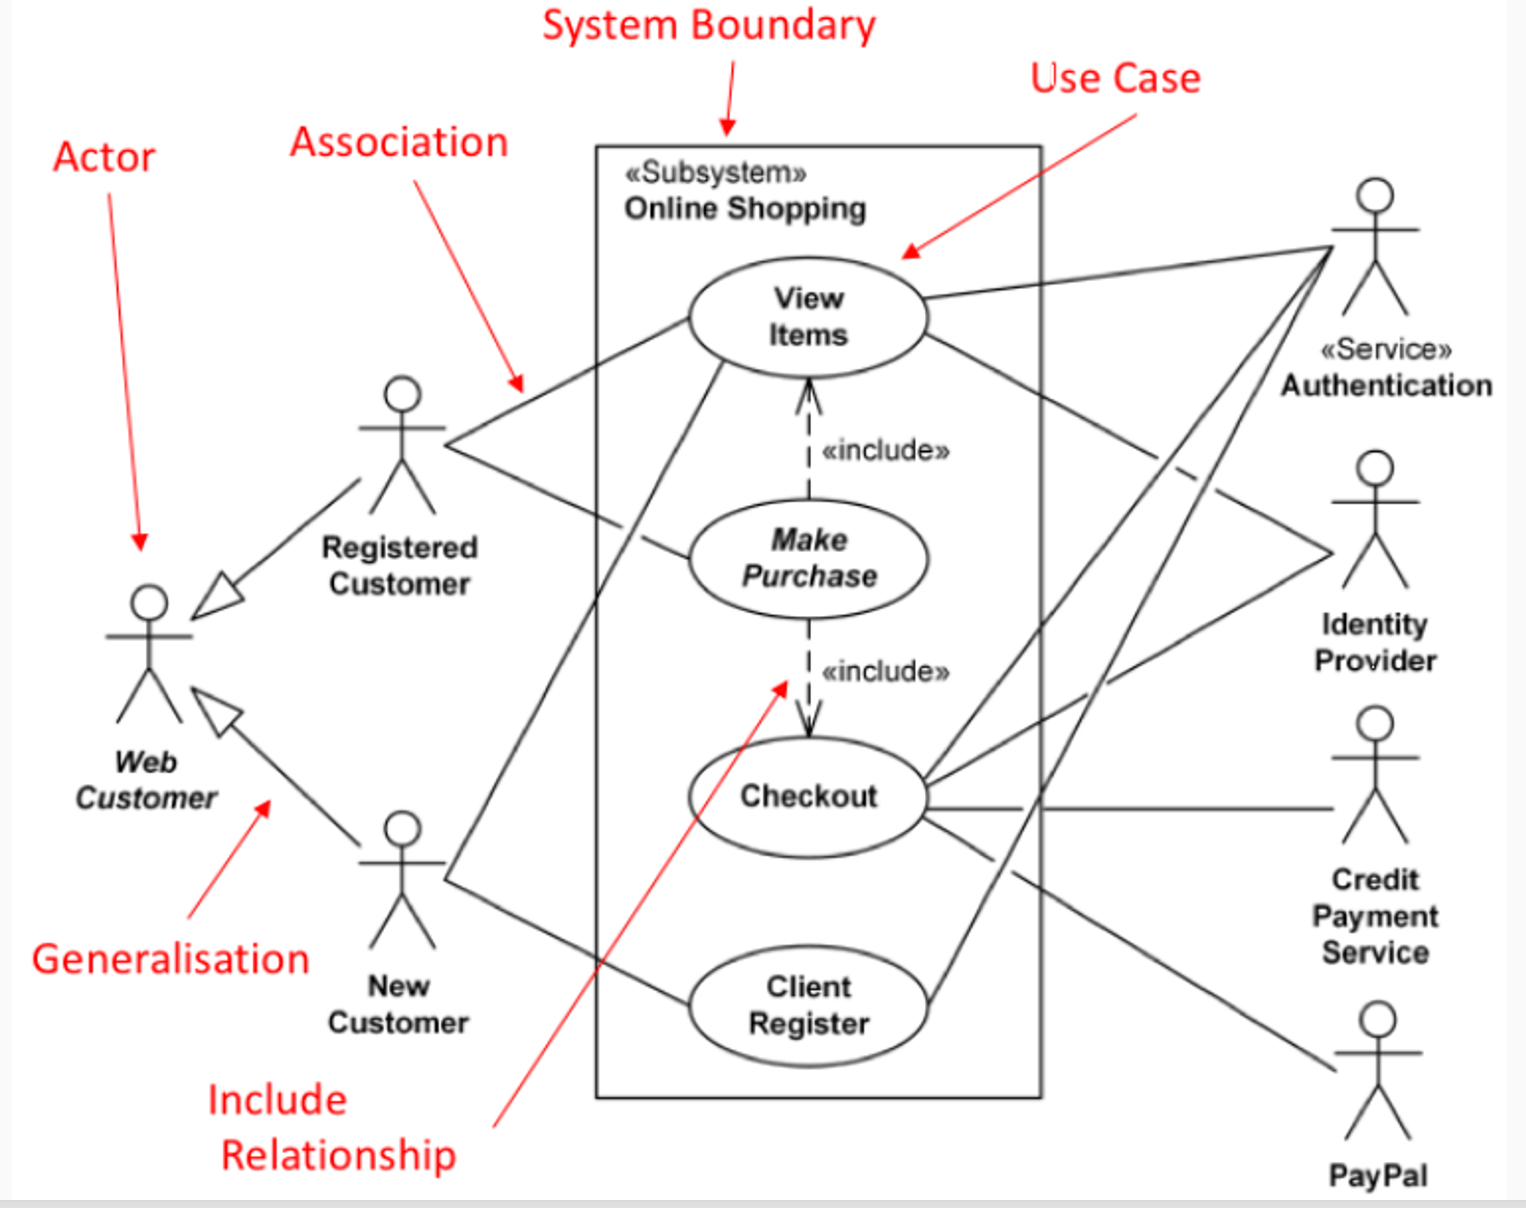 System Boundary
Use Case
Association
Actor
«Subsystem»
Online Shopping
View
Items
«Service»
Authentication
«include»
Registered
Customer
Make
Purchase
Identity
Provider
«include»
Web
Customer
Checkout
Credit
Payment
Service
Generalisation
New
Customer
Client
Register
Include
Relationship
PayPal